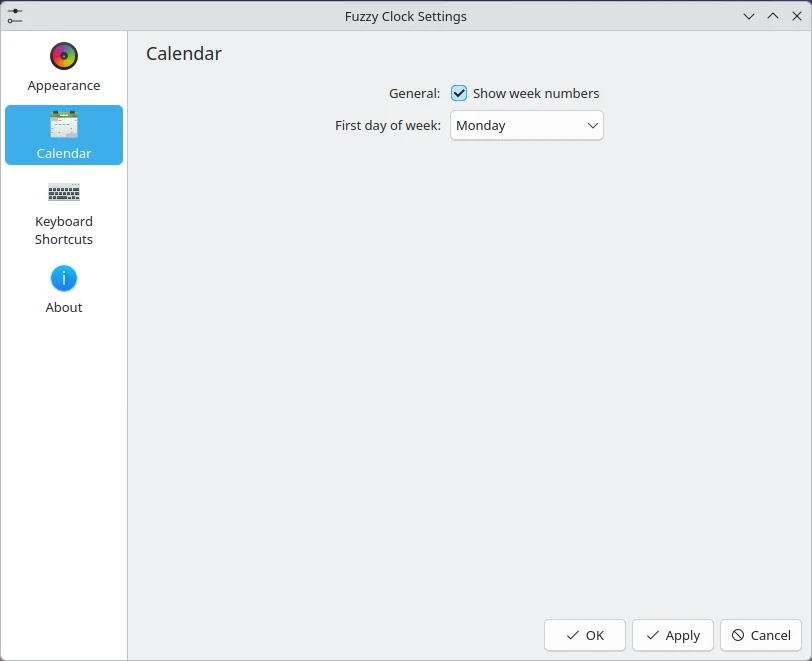 Fuzzy Clock Settings
Appearance
Calendar
Keyboard
Shortcuts
About
Calendar
General: Show week numbers
First day of week: Monday
OK Apply Cancel